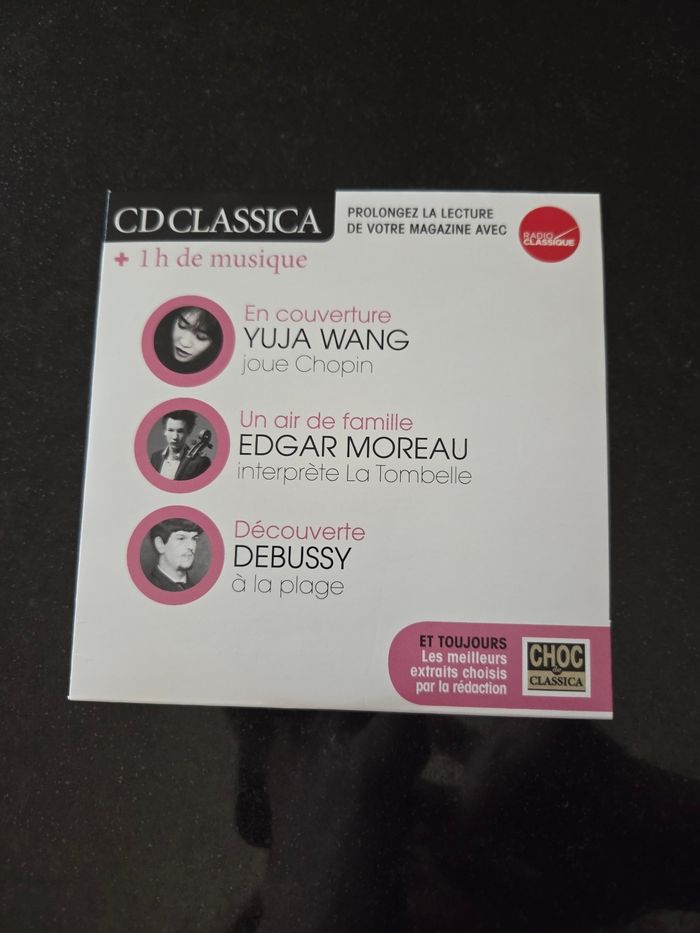 CD CLASSICA
PROLONGEZ LA LECTURE
DE VOTRE MAGAZINE AVEC
RADIO
CLASSIQUE
+ 1 h de musique
En couverture
YUJA WANG
joue Chopin
Un air de famille
EDGAR MOREAU
interprète La Tombelle
Découverte
DEBUSSY
à la plage
ET TOUJOURS
Les meilleurs
extraits choisis
par la rédaction
CHOC
de
CLASSICA